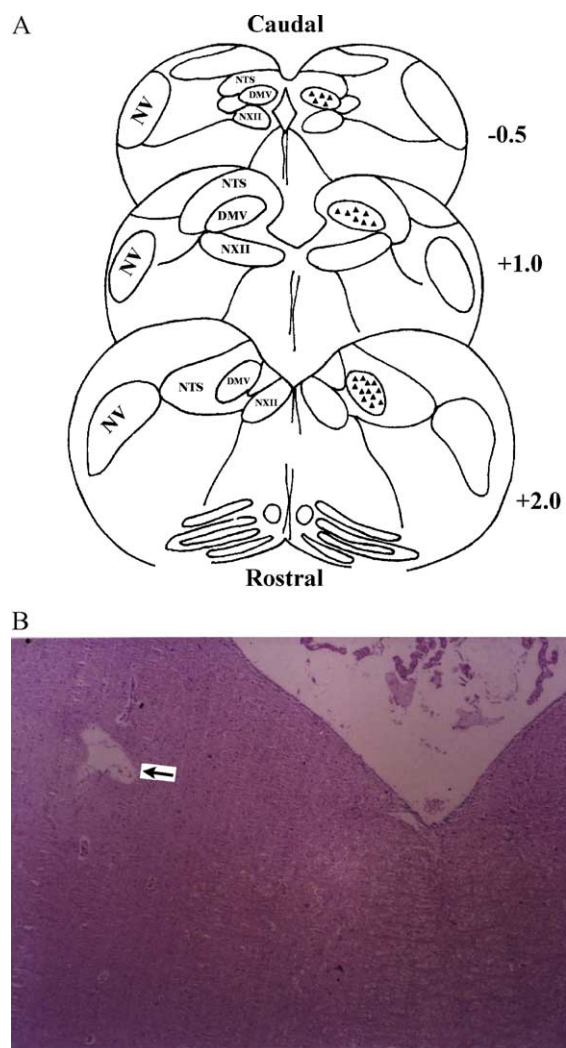 A
Caudal
NTS
DMV
NXII
NV
-0.5
NTS
DMV
NXII
NV
+1.0
NTS
DMV
NXII
NV
+2.0
Rostral
B